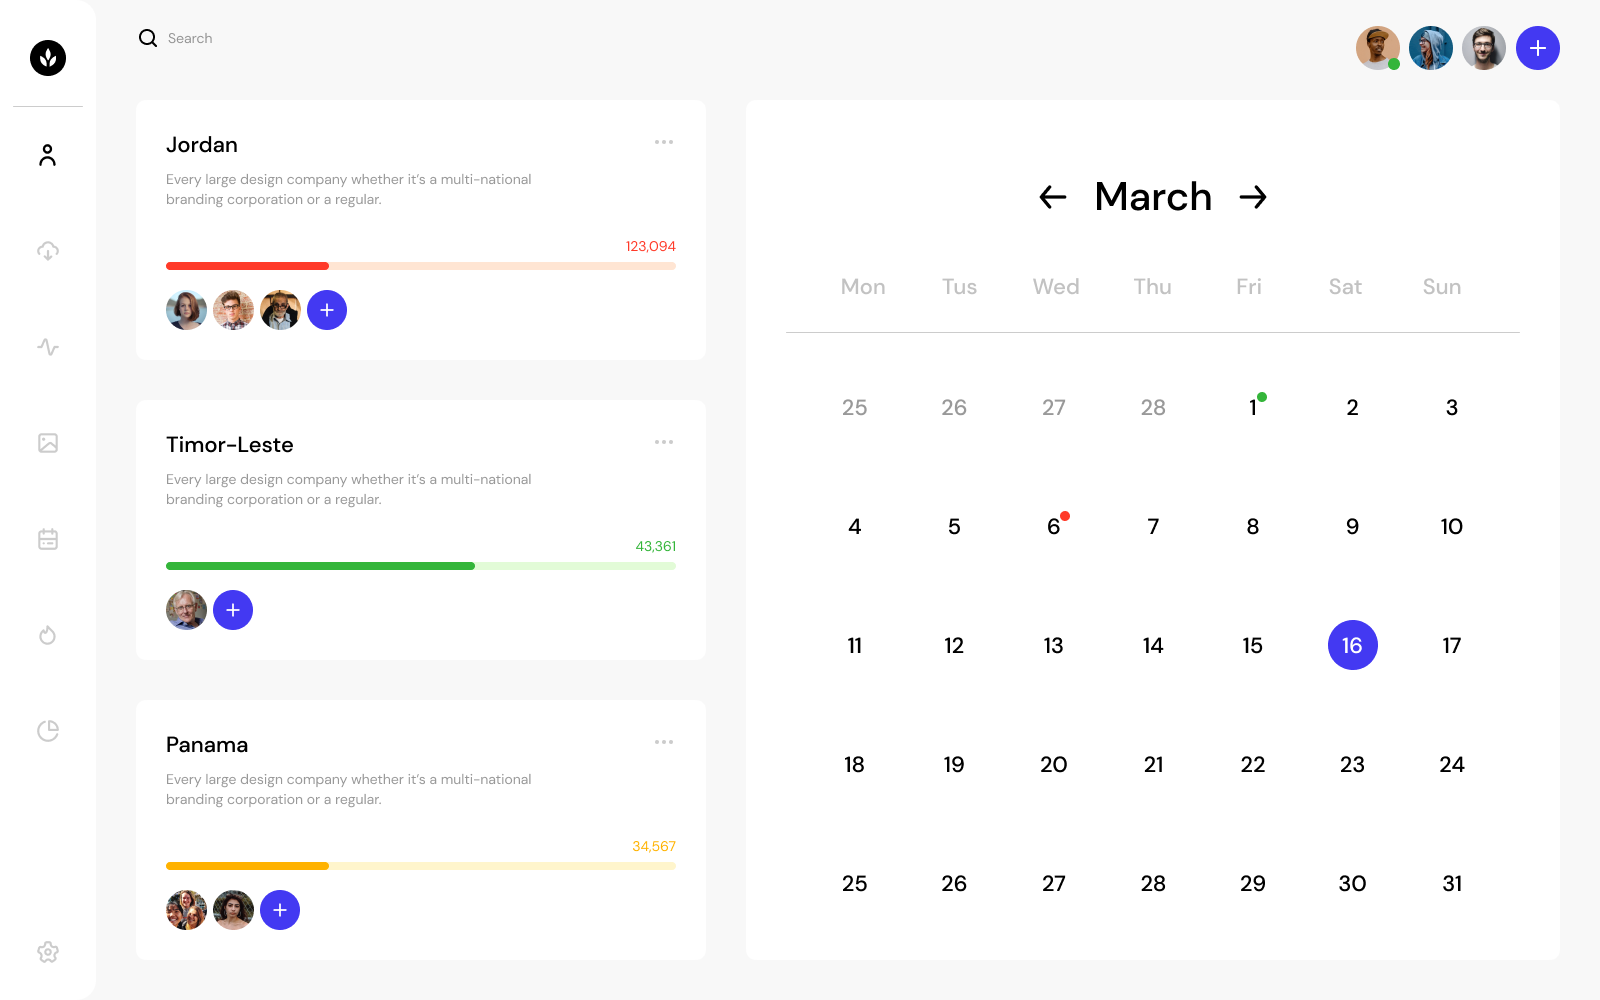 Search
Jordan
Every large design company whether it's a multi-national
branding corporation or a regular.
123,094
Timor-Leste
Every large design company whether it's a multi-national
branding corporation or a regular.
43,361
Panama
Every large design company whether it's a multi-national
branding corporation or a regular.
34,567
March
Mon Tus Wed Thu Fri Sat Sun
25 26 27 28 1 2 3
4 5 6 7 8 9 10
11 12 13 14 15 16 17
18 19 20 21 22 23 24
25 26 27 28 29 30 31